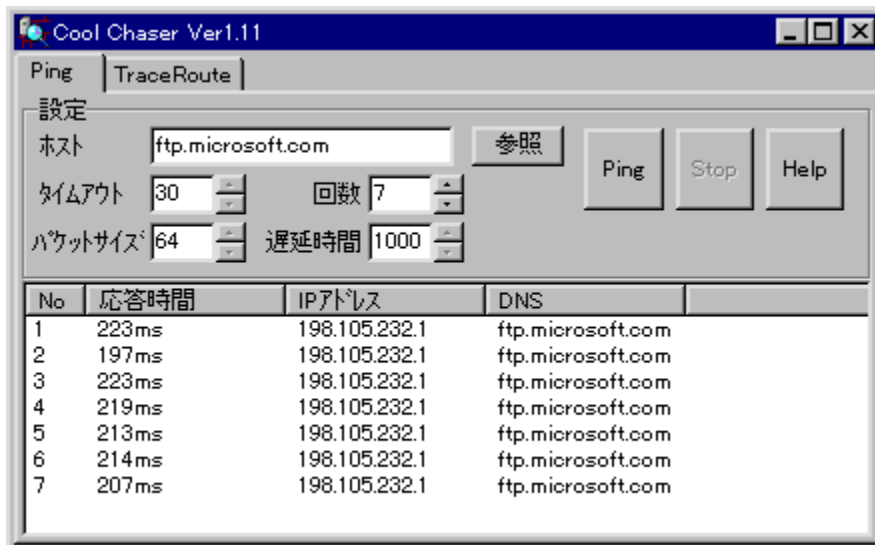 Cool Chaser Ver1.11
Ping TraceRoute
設定
ホスト ftp.microsoft.com 参照 Ping Stop Help
ﾀｲﾑｱｳﾄ 30 回数 7
ﾊﾟｹｯﾄｻｲｽﾞ 64 遅延時間 1000
No 応答時間 IPｱﾄﾞﾚｽ DNS
1 223ms 198.105.232.1 ftp.microsoft.com
2 197ms 198.105.232.1 ftp.microsoft.com
3 223ms 198.105.232.1 ftp.microsoft.com
4 219ms 198.105.232.1 ftp.microsoft.com
5 213ms 198.105.232.1 ftp.microsoft.com
6 214ms 198.105.232.1 ftp.microsoft.com
7 207ms 198.105.232.1 ftp.microsoft.com